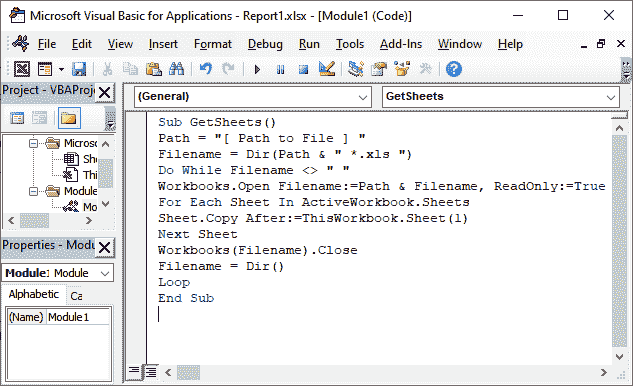 Microsoft Visual Basic for Applications - Report1.xlsx - [Module1 (Code)]
File Edit View Insert Format Debug Run Tools Add-Ins Window Help
Project - VBAProj
Microso
She
This
Module
Mo
Properties - Modu
Module1 Module
Alphabetic Ca
(Name) Module1
(General) GetSheets
Sub GetSheets()
Path = "[ Path to File ] "
Filename = Dir(Path & " *.xls ")
Do While Filename <> " "
Workbooks.Open Filename:=Path & Filename, ReadOnly:=True
For Each Sheet In ActiveWorkbook.Sheets
Sheet.Copy After:=ThisWorkbook.Sheet(1)
Next Sheet
Workbooks(Filename).Close
Filename = Dir()
Loop
End Sub